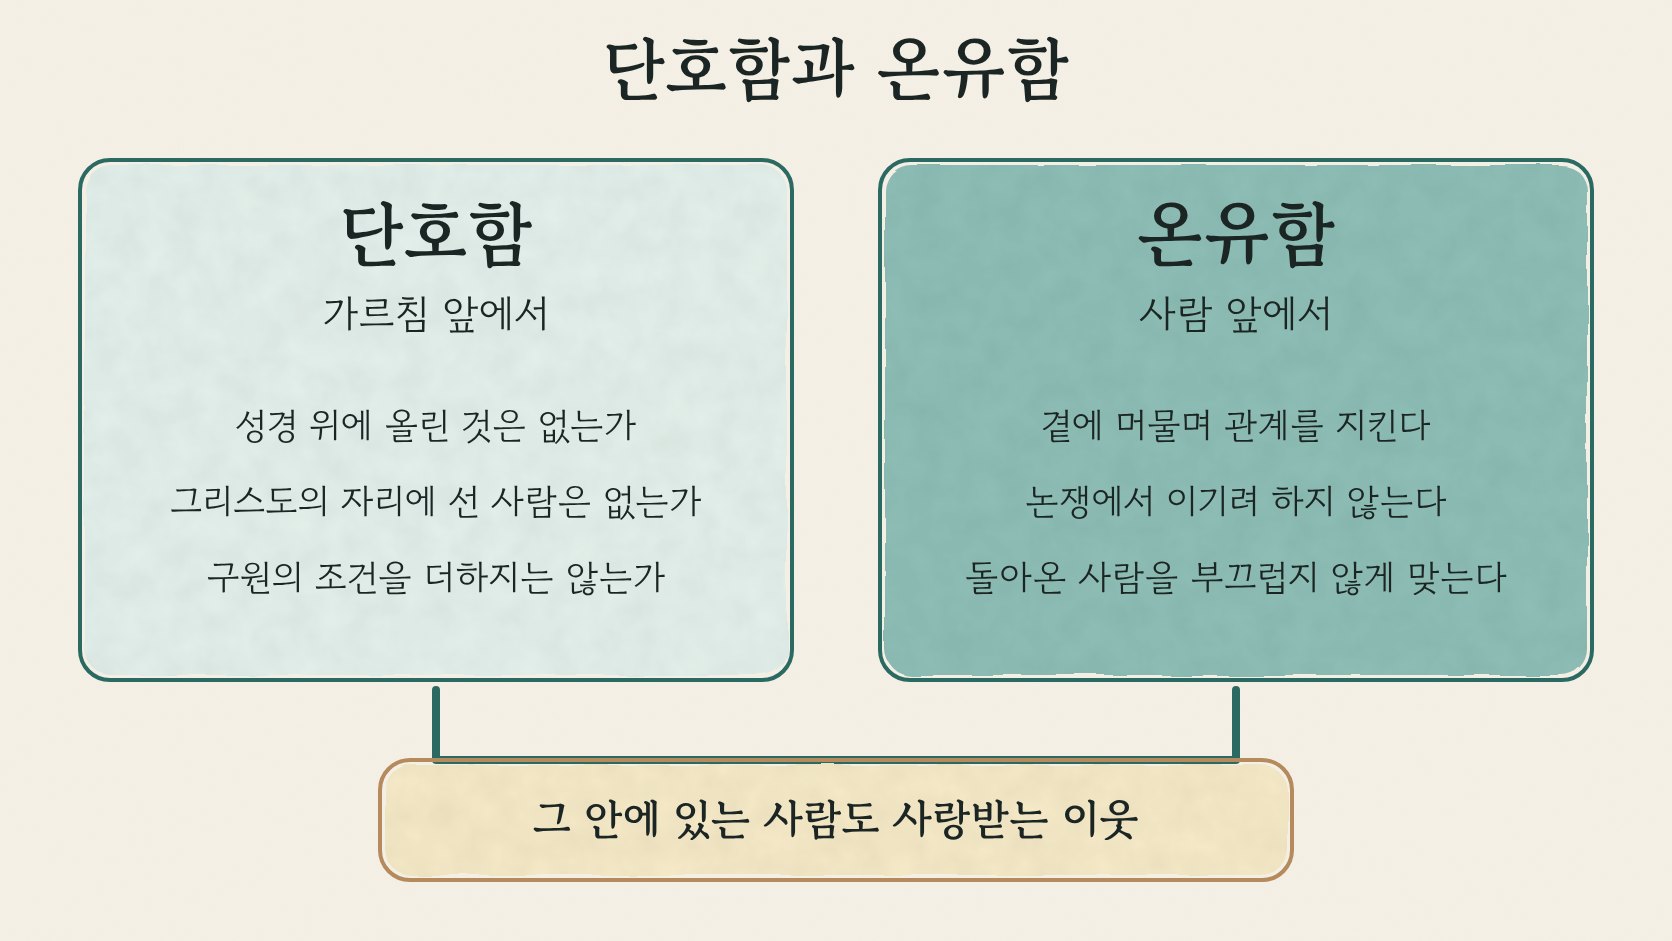 단호함과 온유함
단호함
가르침 앞에서
성경 위에 올린 것은 없는가
그리스도의 자리에 선 사람은 없는가
구원의 조건을 더하지는 않는가
온유함
사람 앞에서
곁에 머물며 관계를 지킨다
논쟁에서 이기려 하지 않는다
돌아온 사람을 부끄럽지 않게 맞는다
그 안에 있는 사람도 사랑받는 이웃